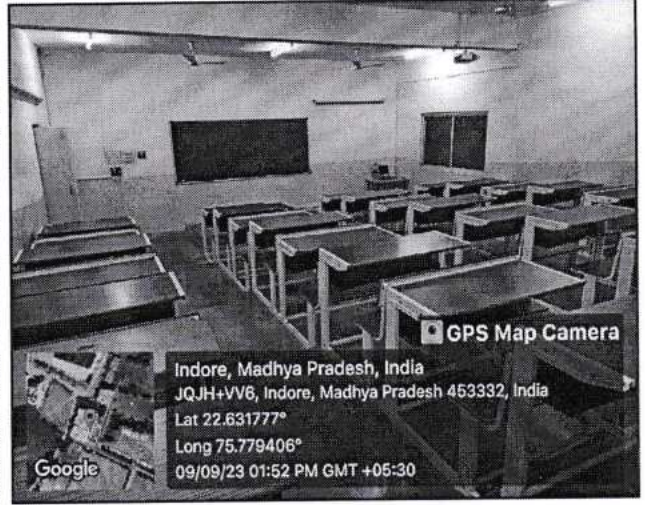 GPS Map Camera
Indore, Madhya Pradesh, India
JQJH+VV6, Indore, Madhya Pradesh 453332, India
Lat 22.631777°
Long 75.779406°
09/09/23 01:52 PM GMT +05:30
Google